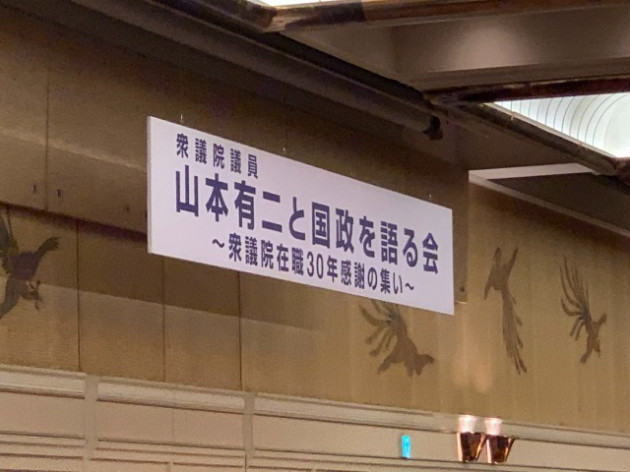 衆議院議員
山本有二と国政を語る会
～衆議院在職30年感謝の集い～